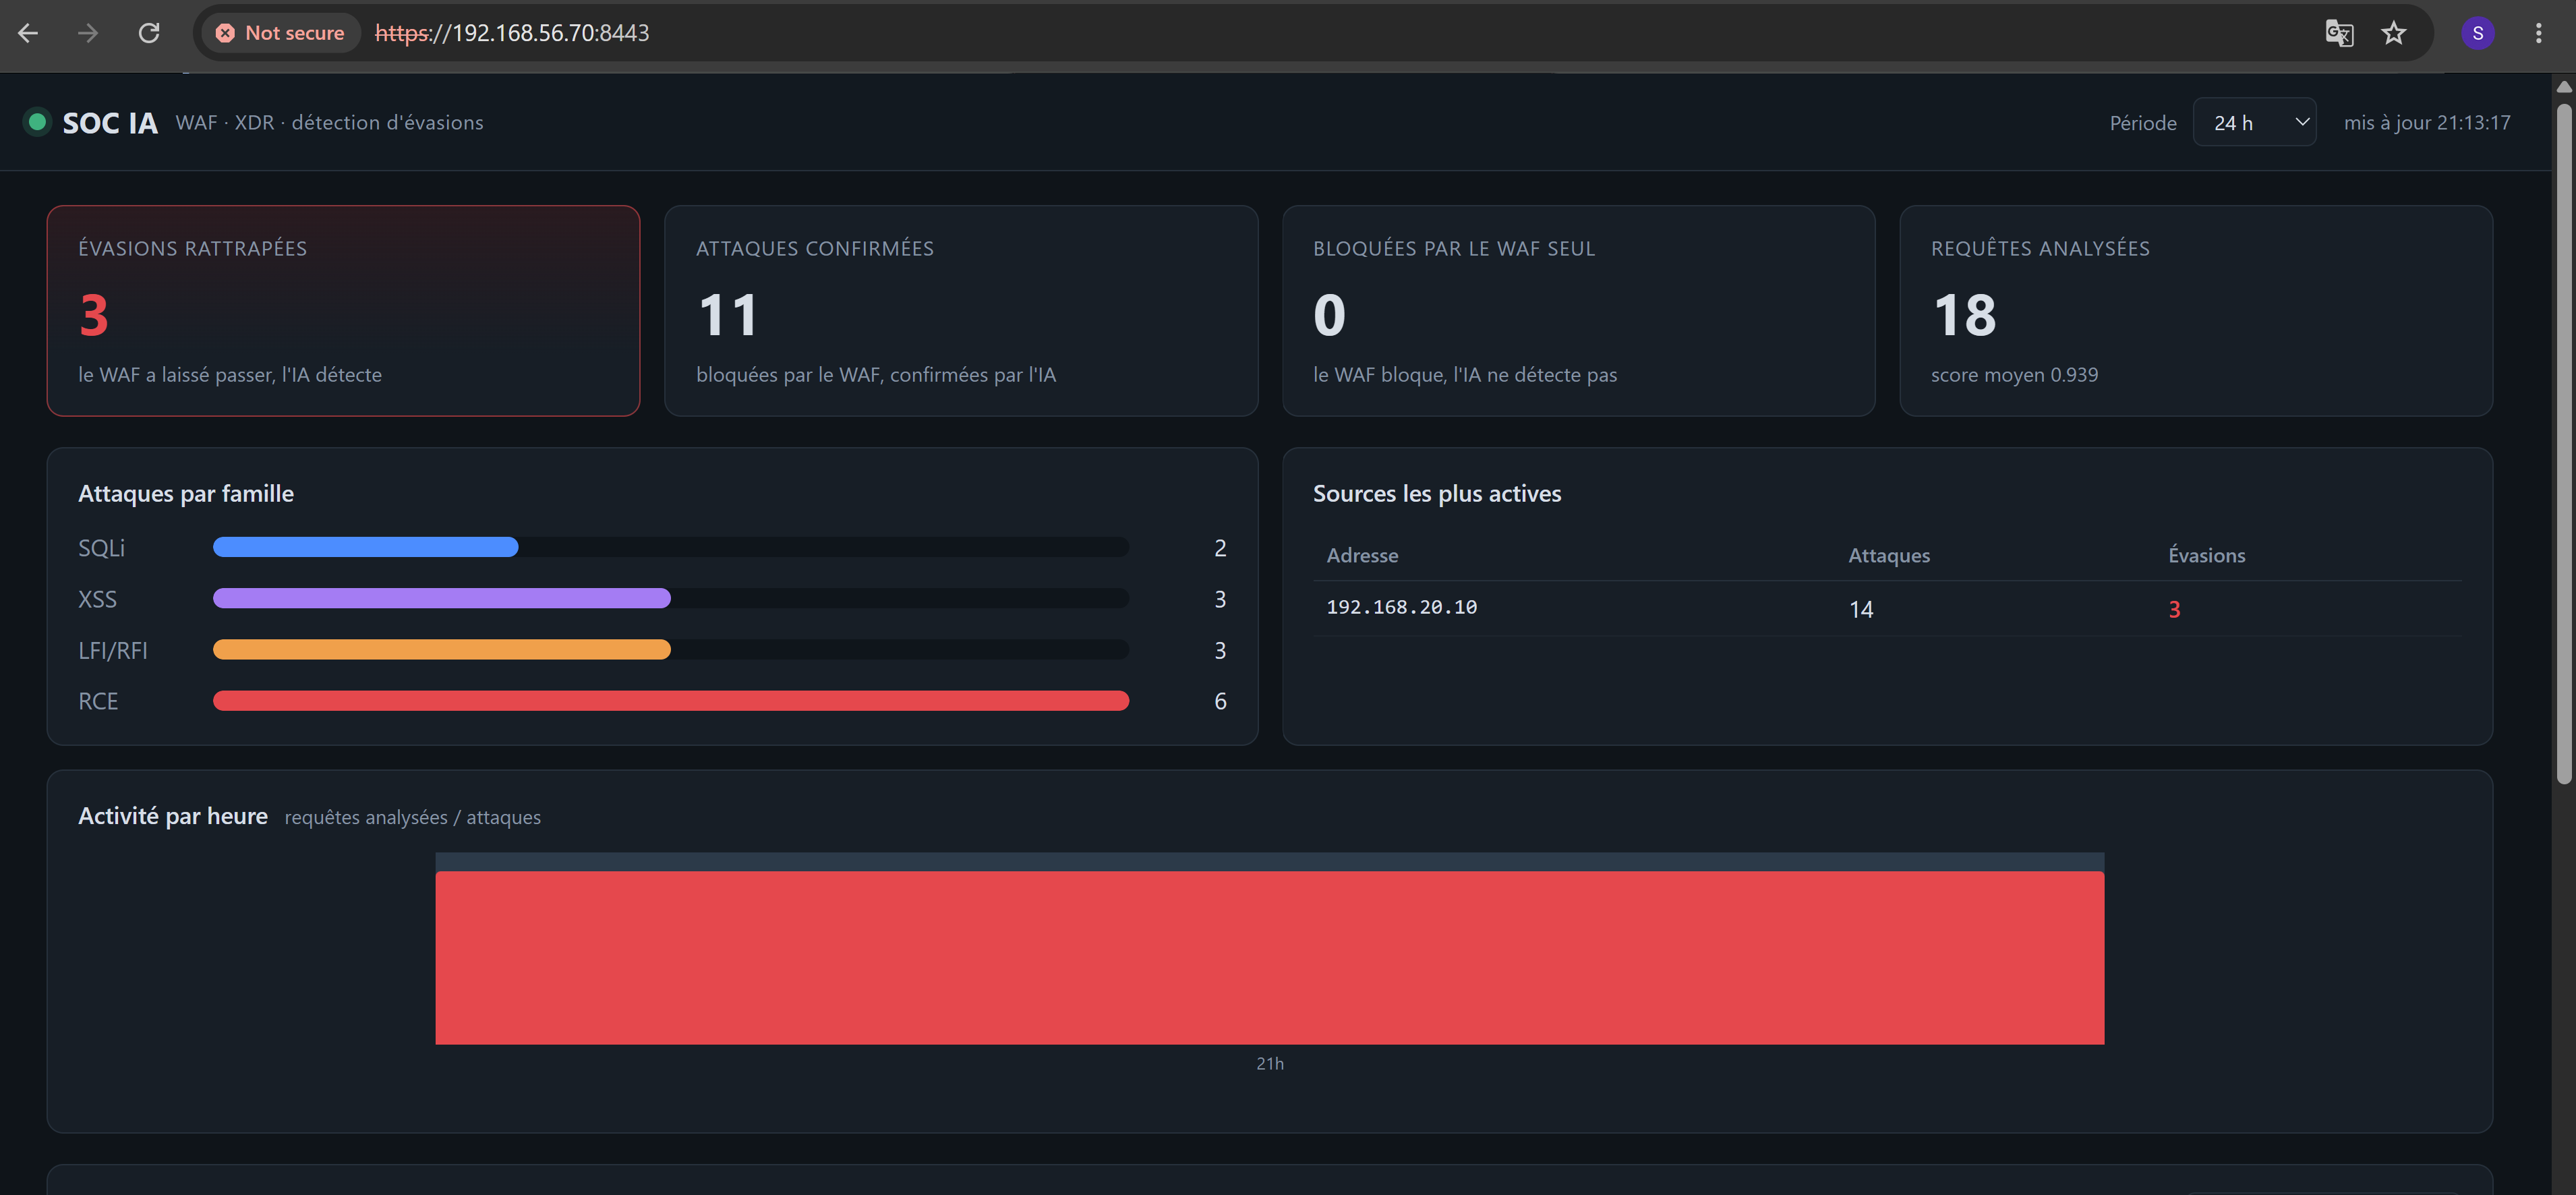 Not secure https://192.168.56.70:8443 S
SOC IA WAF · XDR · détection d'évasions Période 24 h mis à jour 21:13:17
ÉVASIONS RATTRAPÉES
3
le WAF a laissé passer, l'IA détecte
ATTAQUES CONFIRMÉES
11
bloquées par le WAF, confirmées par l'IA
BLOQUÉES PAR LE WAF SEUL
0
le WAF bloque, l'IA ne détecte pas
REQUÊTES ANALYSÉES
18
score moyen 0.939
Attaques par famille
SQLi 2
XSS 3
LFI/RFI 3
RCE 6
Sources les plus actives
Adresse Attaques Évasions
192.168.20.10 14 3
Activité par heure requêtes analysées / attaques
21h